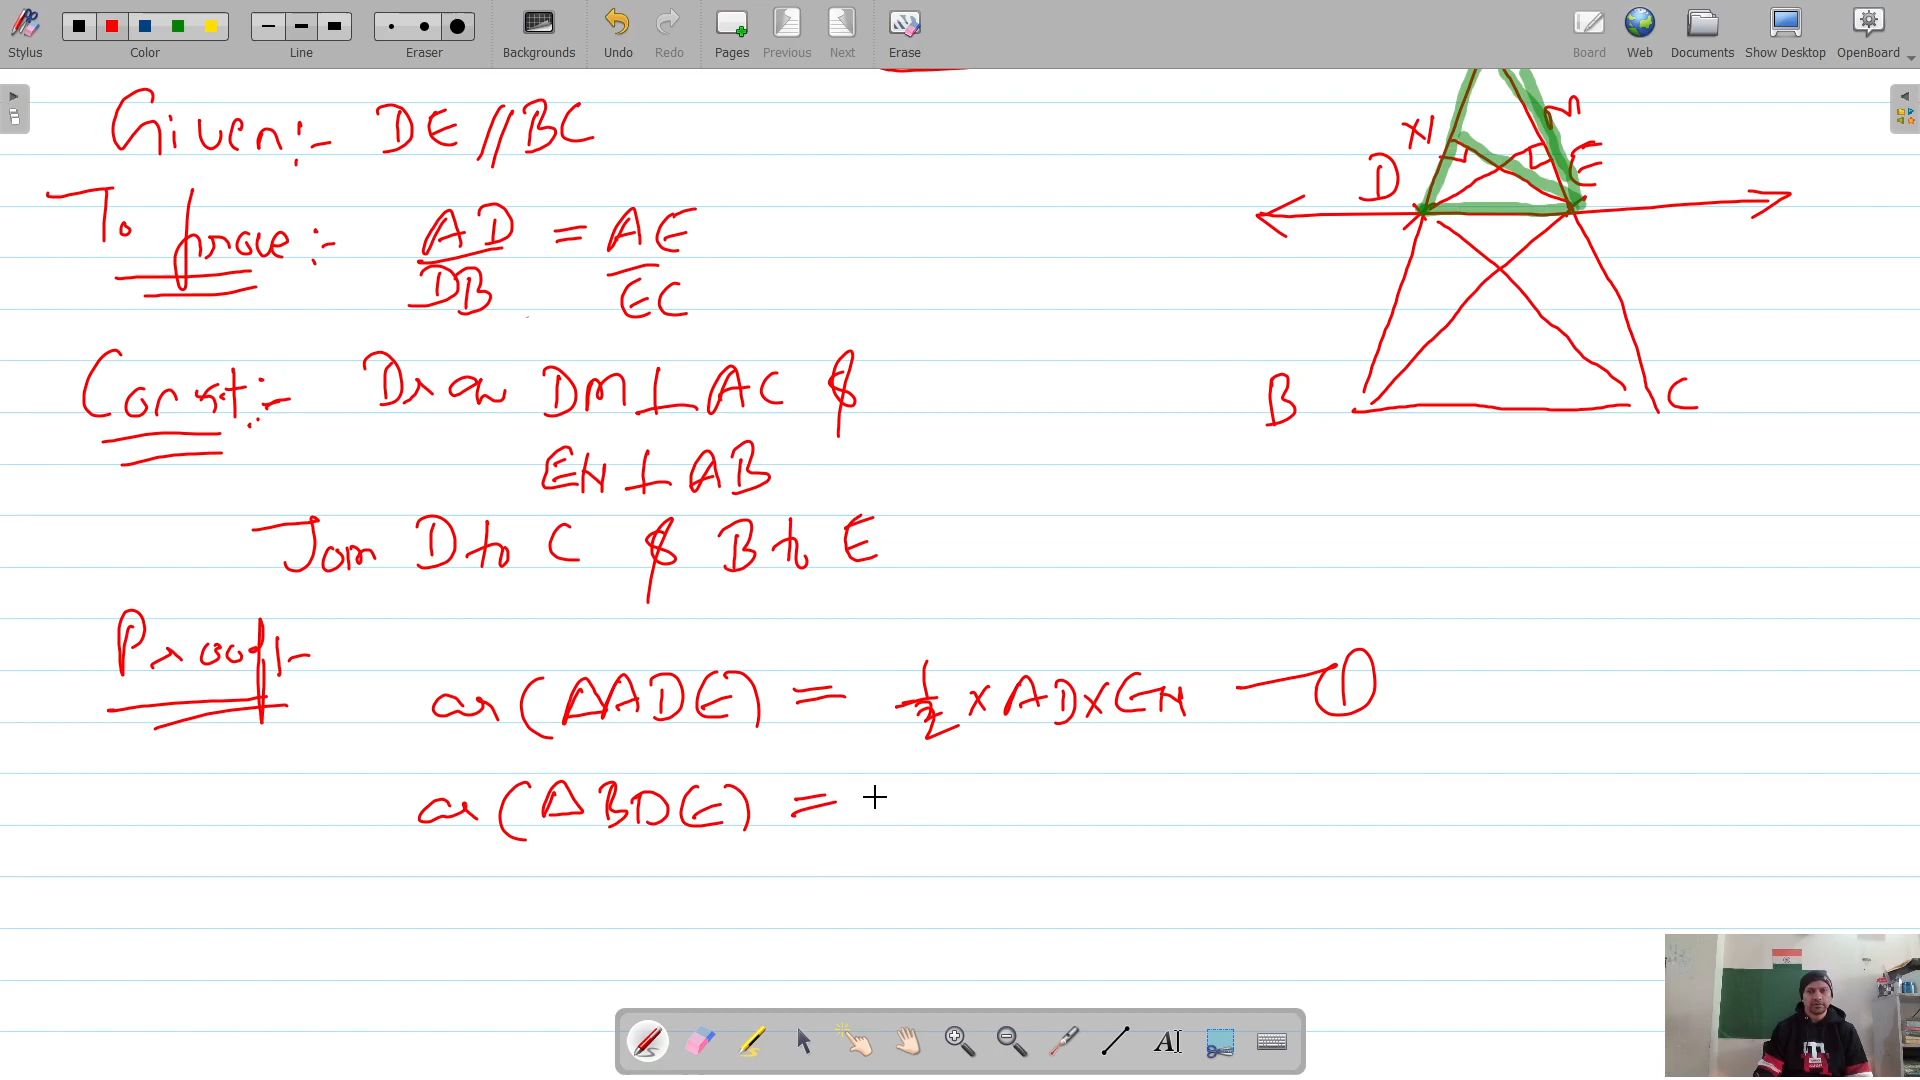 Stylus Color Line Eraser Backgrounds Undo Redo Pages Previous Next Erase Board Web Documents Show Desktop OpenBoard
Given:- DE // BC
To prove:- AD/DB = AE/EC
Const:- Draw DM ⊥ AC &
EN ⊥ AB
Join D to C & B to E
Proof:-
ar(ΔADE) = 1/2 × AD × EN — 1
ar(ΔBDE) =
D
E
B
C